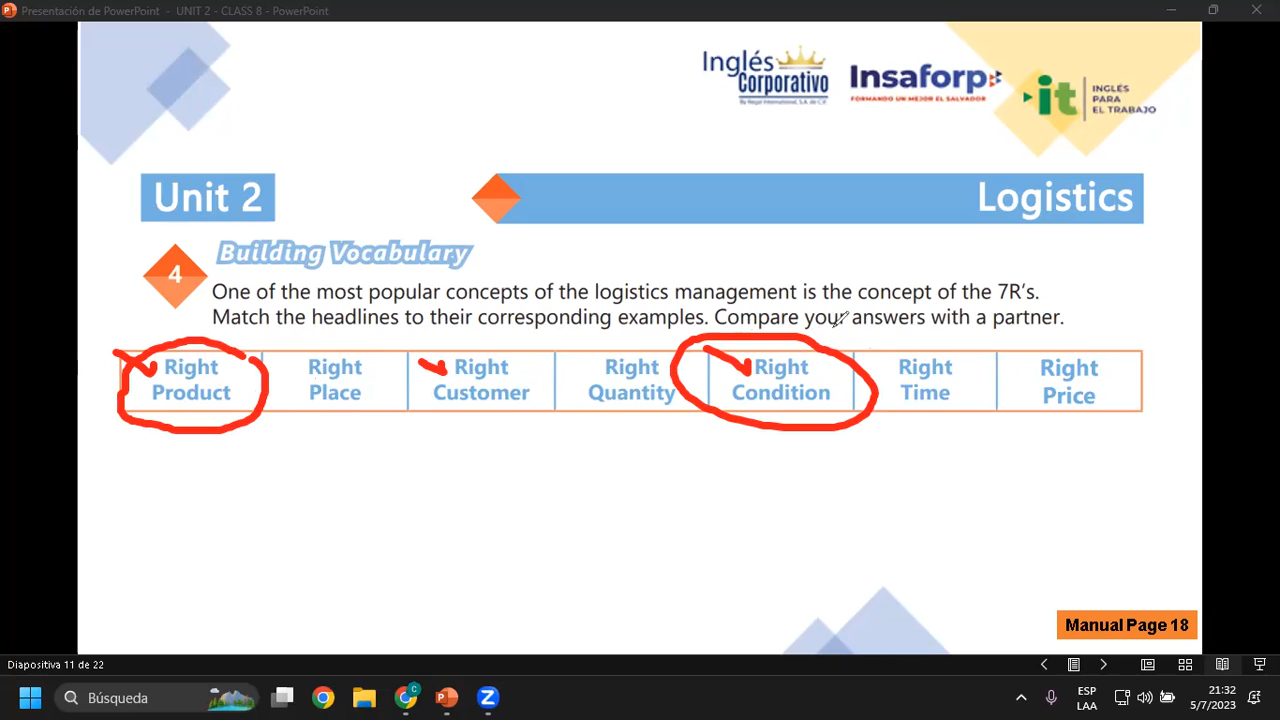 Presentación de PowerPoint - UNIT 2 - CLASS 8 - PowerPoint
Inglés
Corporativo
By Regal International, S.A. de C.V.
Insaforp
FORMANDO UN MEJOR EL SALVADOR
it
INGLÉS
PARA
EL TRABAJO
Unit 2
Logistics
Building Vocabulary
4
One of the most popular concepts of the logistics management is the concept of the 7R's.
Match the headlines to their corresponding examples. Compare your answers with a partner.
Right Product
Right Place
Right Customer
Right Quantity
Right Condition
Right Time
Right Price
Manual Page 18
Diapositiva 11 de 22
Búsqueda
ESP
LAA
21:32
5/7/2023